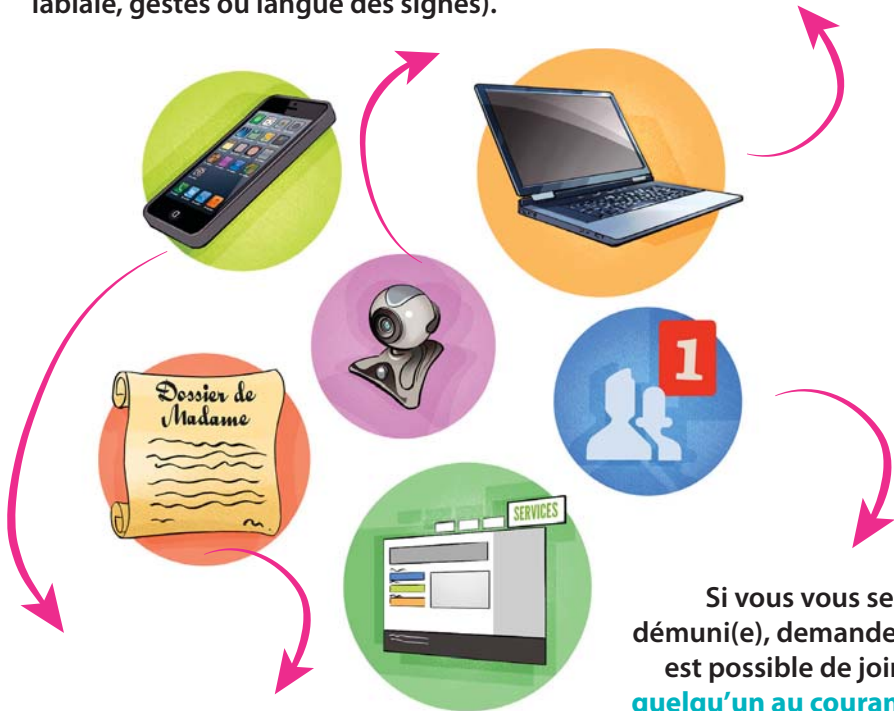 labiale, gestes ou langue des signes).
1
Dossier de
Madame
SERVICES
Si vous vous se
démuni(e), demande
est possible de join
quelqu'un au couran